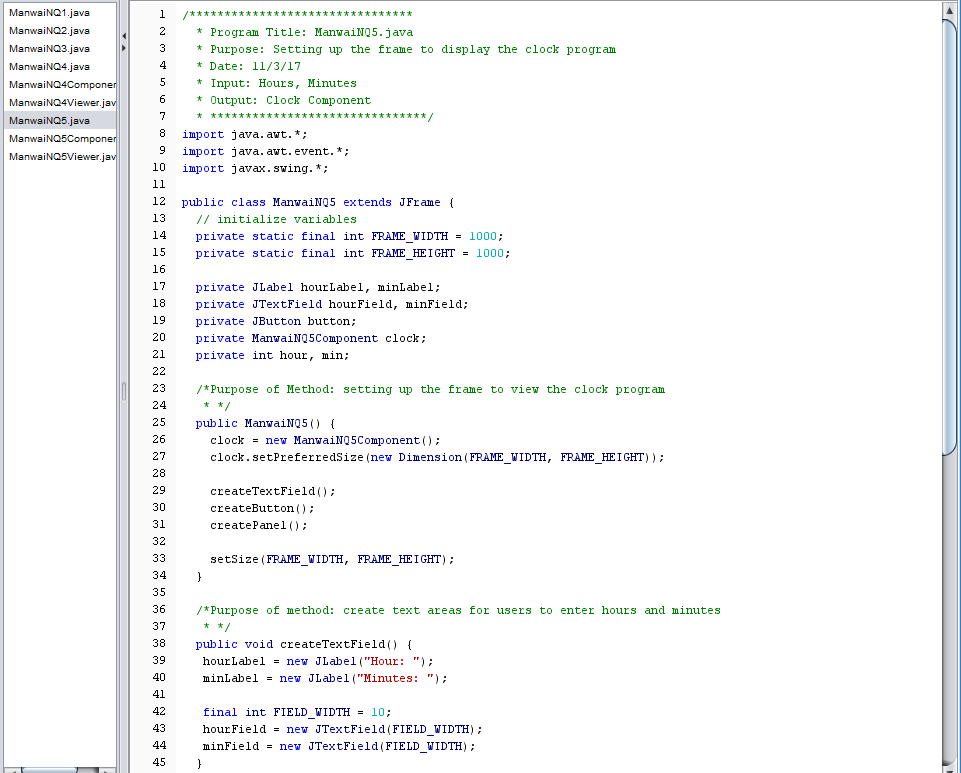 ManwaiNQ1.java
ManwaiNQ2.java
ManwaiNQ3.java
ManwaiNQ4.java
ManwaiNQ4Componer
ManwaiNQ4Viewer.jav
ManwaiNQ5.java
ManwaiNQ5Componer
ManwaiNQ5Viewer.jav
1 /********************************
2 * Program Title: ManwaiNQ5.java
3 * Purpose: Setting up the frame to display the clock program
4 * Date: 11/3/17
5 * Input: Hours, Minutes
6 * Output: Clock Component
7 * *******************************/
8 import java.awt.*;
9 import java.awt.event.*;
10 import javax.swing.*;
11
12 public class ManwaiNQ5 extends JFrame {
13 // initialize variables
14 private static final int FRAME_WIDTH = 1000;
15 private static final int FRAME_HEIGHT = 1000;
16
17 private JLabel hourLabel, minLabel;
18 private JTextField hourField, minField;
19 private JButton button;
20 private ManwaiNQ5Component clock;
21 private int hour, min;
22
23 /*Purpose of Method: setting up the frame to view the clock program
24 * */
25 public ManwaiNQ5() {
26 clock = new ManwaiNQ5Component();
27 clock.setPreferredSize(new Dimension(FRAME_WIDTH, FRAME_HEIGHT));
28
29 createTextField();
30 createButton();
31 createPanel();
32
33 setSize(FRAME_WIDTH, FRAME_HEIGHT);
34 }
35
36 /*Purpose of method: create text areas for users to enter hours and minutes
37 * */
38 public void createTextField() {
39 hourLabel = new JLabel("Hour: ");
40 minLabel = new JLabel("Minutes: ");
41
42 final int FIELD_WIDTH = 10;
43 hourField = new JTextField(FIELD_WIDTH);
44 minField = new JTextField(FIELD_WIDTH);
45 }